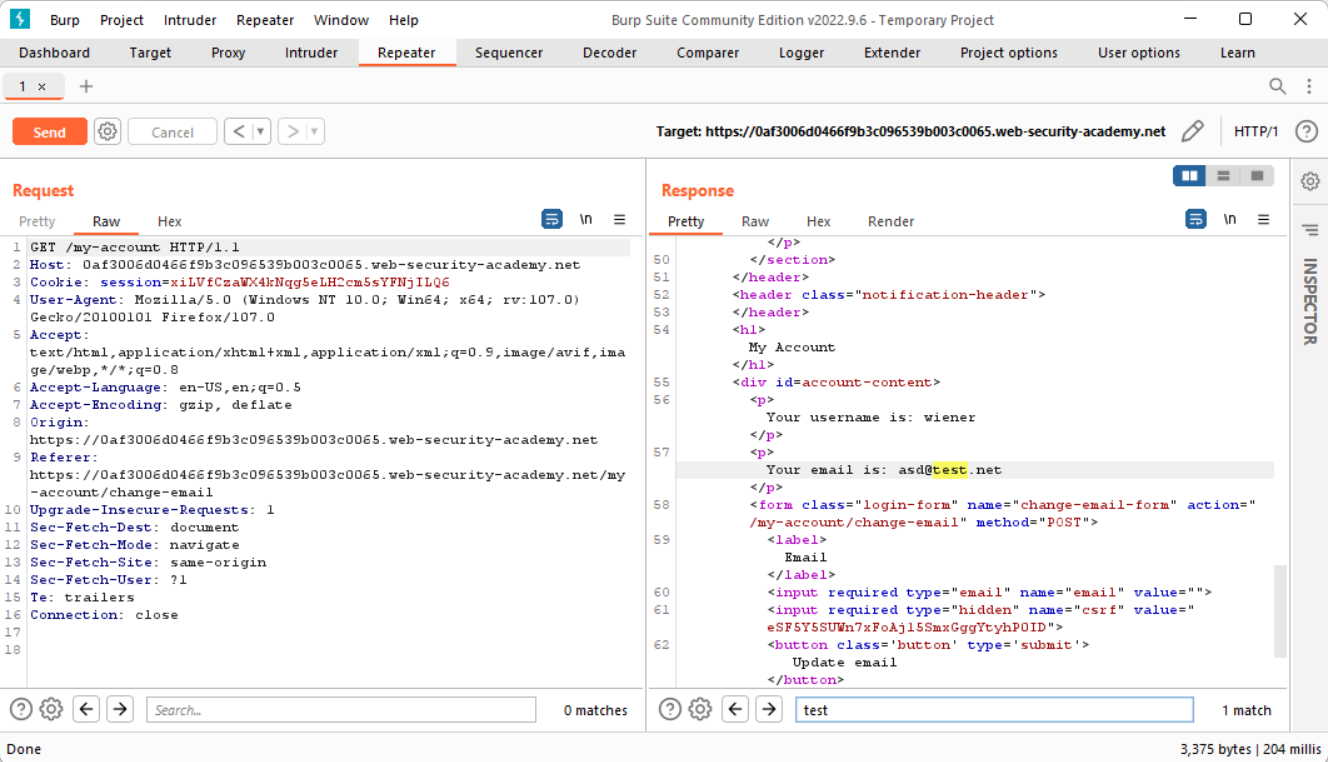 Burp Project Intruder Repeater Window Help Burp Suite Community Edition v2022.9.6 - Temporary Project
Dashboard Target Proxy Intruder Repeater Sequencer Decoder Comparer Logger Extender Project options User options Learn
1 × +
Send Cancel < > Target: https://0af3006d0466f9b3c096539b003c0065.web-security-academy.net HTTP/1 ?
Request
Pretty Raw Hex \n
1 GET /my-account HTTP/1.1
2 Host: 0af3006d0466f9b3c096539b003c0065.web-security-academy.net
3 Cookie: session=xiLVfCzaWX4kNqg5eLH2cm5sYFNjILQ6
4 User-Agent: Mozilla/5.0 (Windows NT 10.0; Win64; x64; rv:107.0)
Gecko/20100101 Firefox/107.0
5 Accept:
text/html,application/xhtml+xml,application/xml;q=0.9,image/avif,ima
ge/webp,*/*;q=0.8
6 Accept-Language: en-US,en;q=0.5
7 Accept-Encoding: gzip, deflate
8 Origin:
https://0af3006d0466f9b3c096539b003c0065.web-security-academy.net
9 Referer:
https://0af3006d0466f9b3c096539b003c0065.web-security-academy.net/my
-account/change-email
10 Upgrade-Insecure-Requests: 1
11 Sec-Fetch-Dest: document
12 Sec-Fetch-Mode: navigate
13 Sec-Fetch-Site: same-origin
14 Sec-Fetch-User: ?1
15 Te: trailers
16 Connection: close
17
18
? Search... 0 matches
Response
Pretty Raw Hex Render \n
</p>
50 </section>
51 </header>
52 <header class="notification-header">
53 </header>
54 <h1>
My Account
</h1>
55 <div id=account-content>
56 <p>
Your username is: wiener
</p>
57 <p>
Your email is: asd@test.net
</p>
58 <form class="login-form" name="change-email-form" action="
/my-account/change-email" method="POST">
59 <label>
Email
</label>
60 <input required type="email" name="email" value="">
61 <input required type="hidden" name="csrf" value="
eSF5Y5SUWn7xFoAjl5SmxGggYtyhP0ID">
62 <button class='button' type='submit'>
Update email
</button>
? test 1 match
INSPECTOR
Done 3,375 bytes | 204 millis